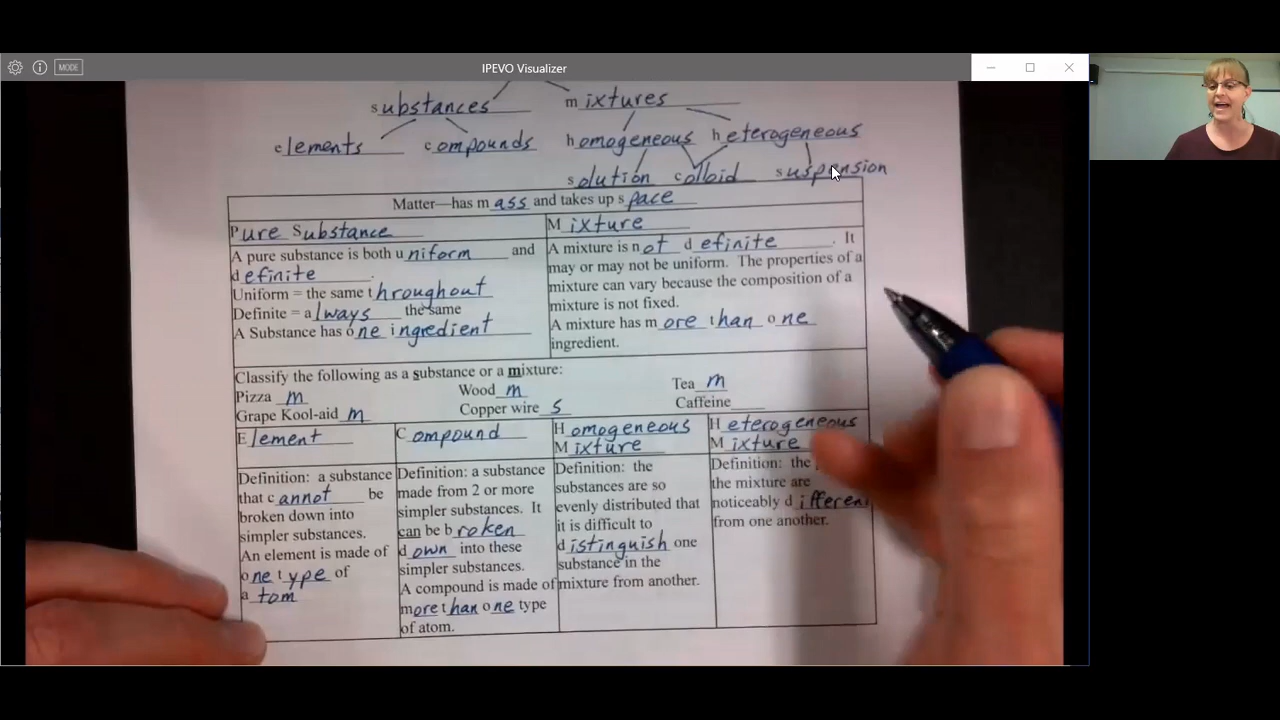 MODE
IPEVO Visualizer
substances mixtures
elements compounds homogeneous heterogeneous
solution colloid suspension
Matter—has mass and takes up space
Pure Substance
A pure substance is both uniform and
definite.
Uniform = the same throughout
Definite = always the same
A Substance has one ingredient
Mixture
A mixture is not definite. It
may or may not be uniform. The properties of a
mixture can vary because the composition of a
mixture is not fixed.
A mixture has more than one
ingredient.
Classify the following as a substance or a mixture:
Pizza m Wood m Tea m
Grape Kool-aid m Copper wire s Caffeine
Element
Definition: a substance
that cannot be
broken down into
simpler substances.
An element is made of
one type of
atom
Compound
Definition: a substance
made from 2 or more
simpler substances. It
can be broken
down into these
simpler substances.
A compound is made of
more than one type
of atom.
Homogeneous
Mixture
Definition: the
substances are so
evenly distributed that
it is difficult to
distinguish one
substance in the
mixture from another.
Heterogeneous
Mixture
Definition: the
the mixture are
noticeably different
from one another.